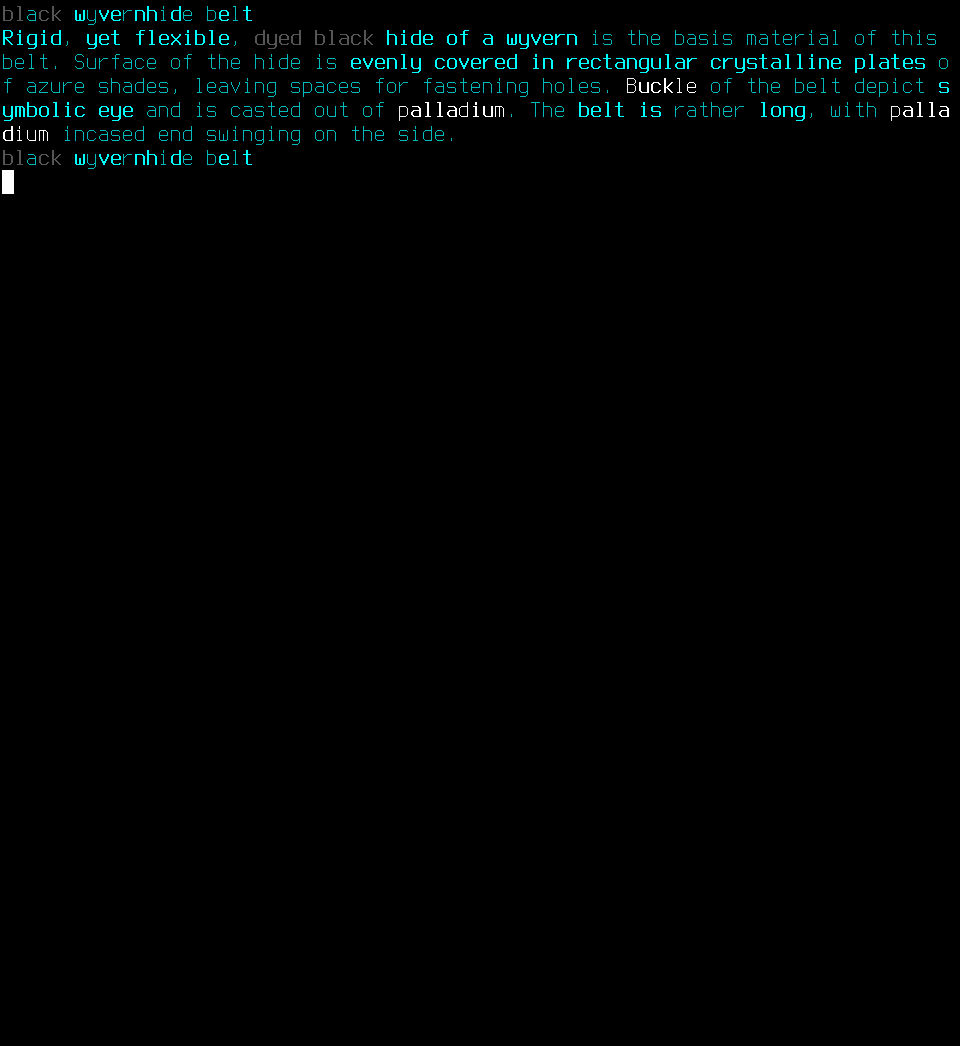 black wyvernhide belt
Rigid, yet flexible, dyed black hide of a wyvern is the basis material of this
belt. Surface of the hide is evenly covered in rectangular crystalline plates o
f azure shades, leaving spaces for fastening holes. Buckle of the belt depict s
ymbolic eye and is casted out of palladium. The belt is rather long, with palla
dium incased end swinging on the side.
black wyvernhide belt